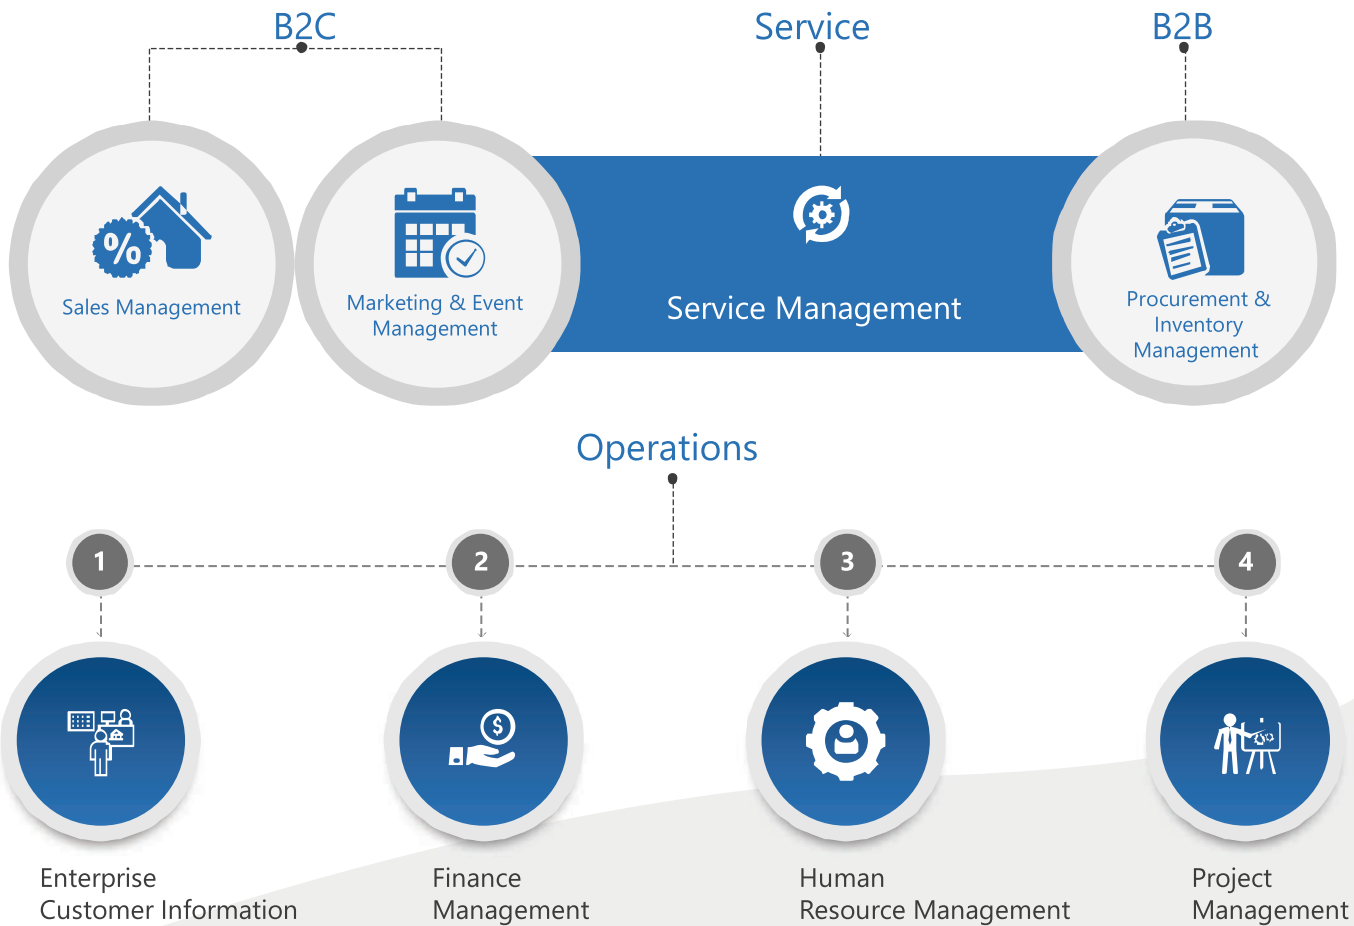 B2C
Service
B2B
%
Sales Management
Marketing & Event
Management
Service Management
Procurement &
Inventory
Management
Operations
1
2
3
4
$
Enterprise
Customer Information
Finance
Management
Human
Resource Management
Project
Management